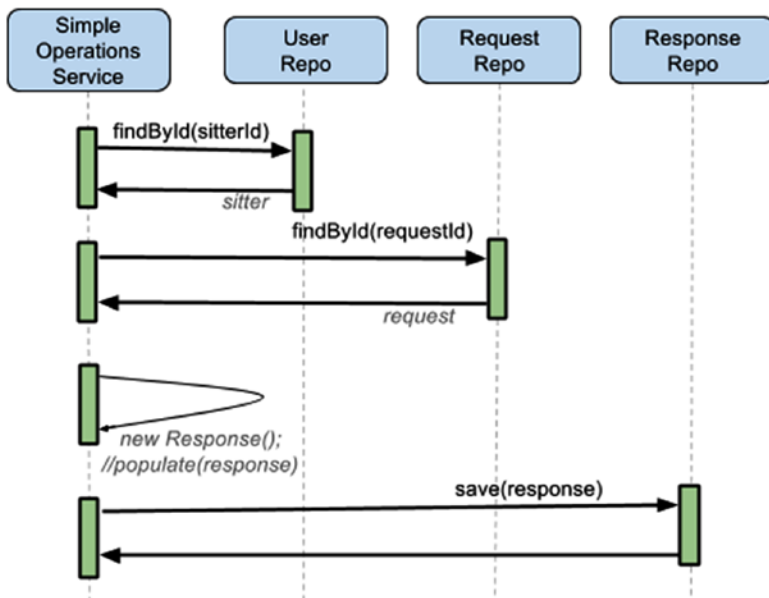 Simple
Operations
Service
User
Repo
Request
Repo
Response
Repo
findById(sitterId)
sitter
findById(requestId)
request
new Response();
//populate(response)
save(response)